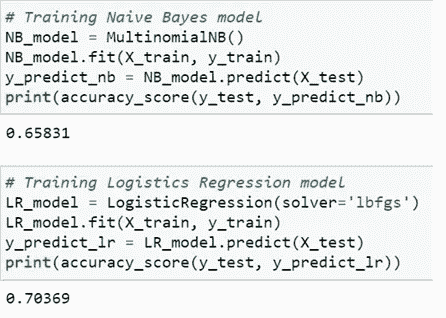 # Training Naive Bayes model
NB_model = MultinomialNB()
NB_model.fit(X_train, y_train)
y_predict_nb = NB_model.predict(X_test)
print(accuracy_score(y_test, y_predict_nb))
0.65831
# Training Logistics Regression model
LR_model = LogisticRegression(solver='lbfgs')
LR_model.fit(X_train, y_train)
y_predict_lr = LR_model.predict(X_test)
print(accuracy_score(y_test, y_predict_lr))
0.70369